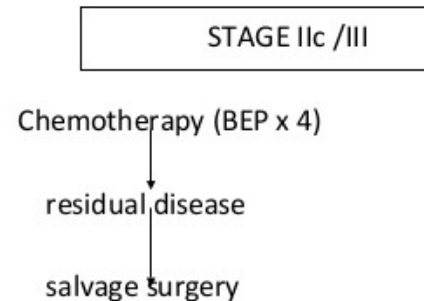 STAGE IIc /III
Chemotherapy (BEP x 4)
residual disease
salvage surgery